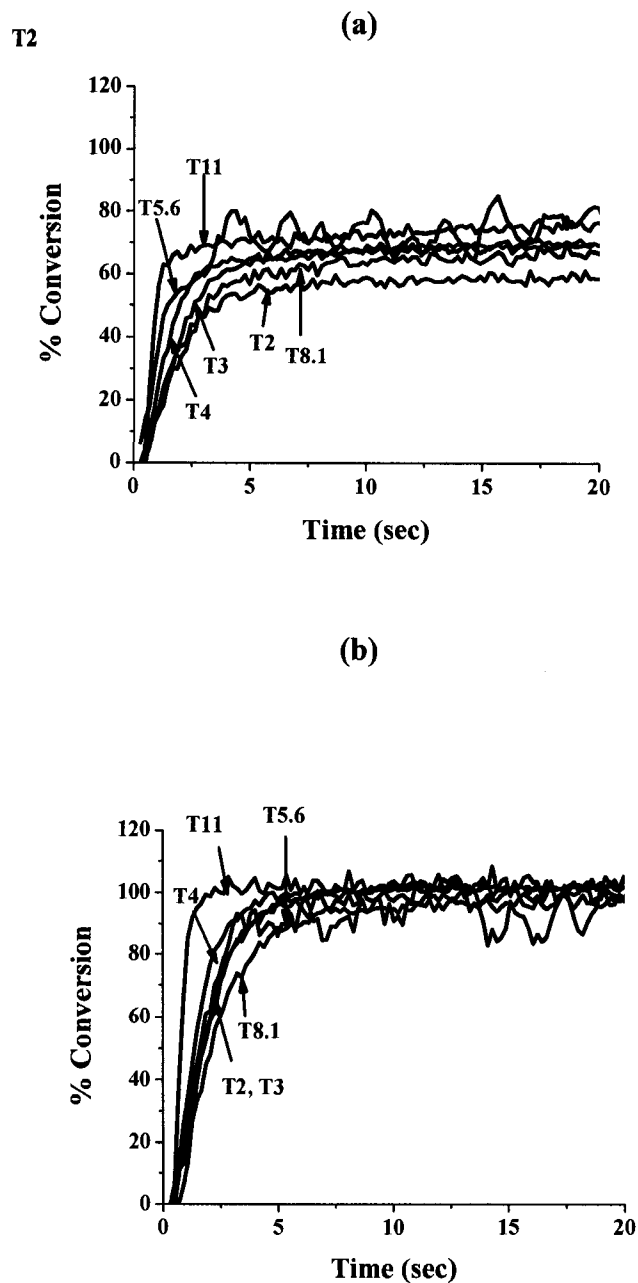 T2
(a)
120
100
80
60
40
20
0
% Conversion
T11
T5.6
T3
T4
T2
T8.1
0 5 10 15 20
Time (sec)
(b)
120
100
80
60
40
20
0
% Conversion
T11
T5.6
T4
T8.1
T2, T3
0 5 10 15 20
Time (sec)